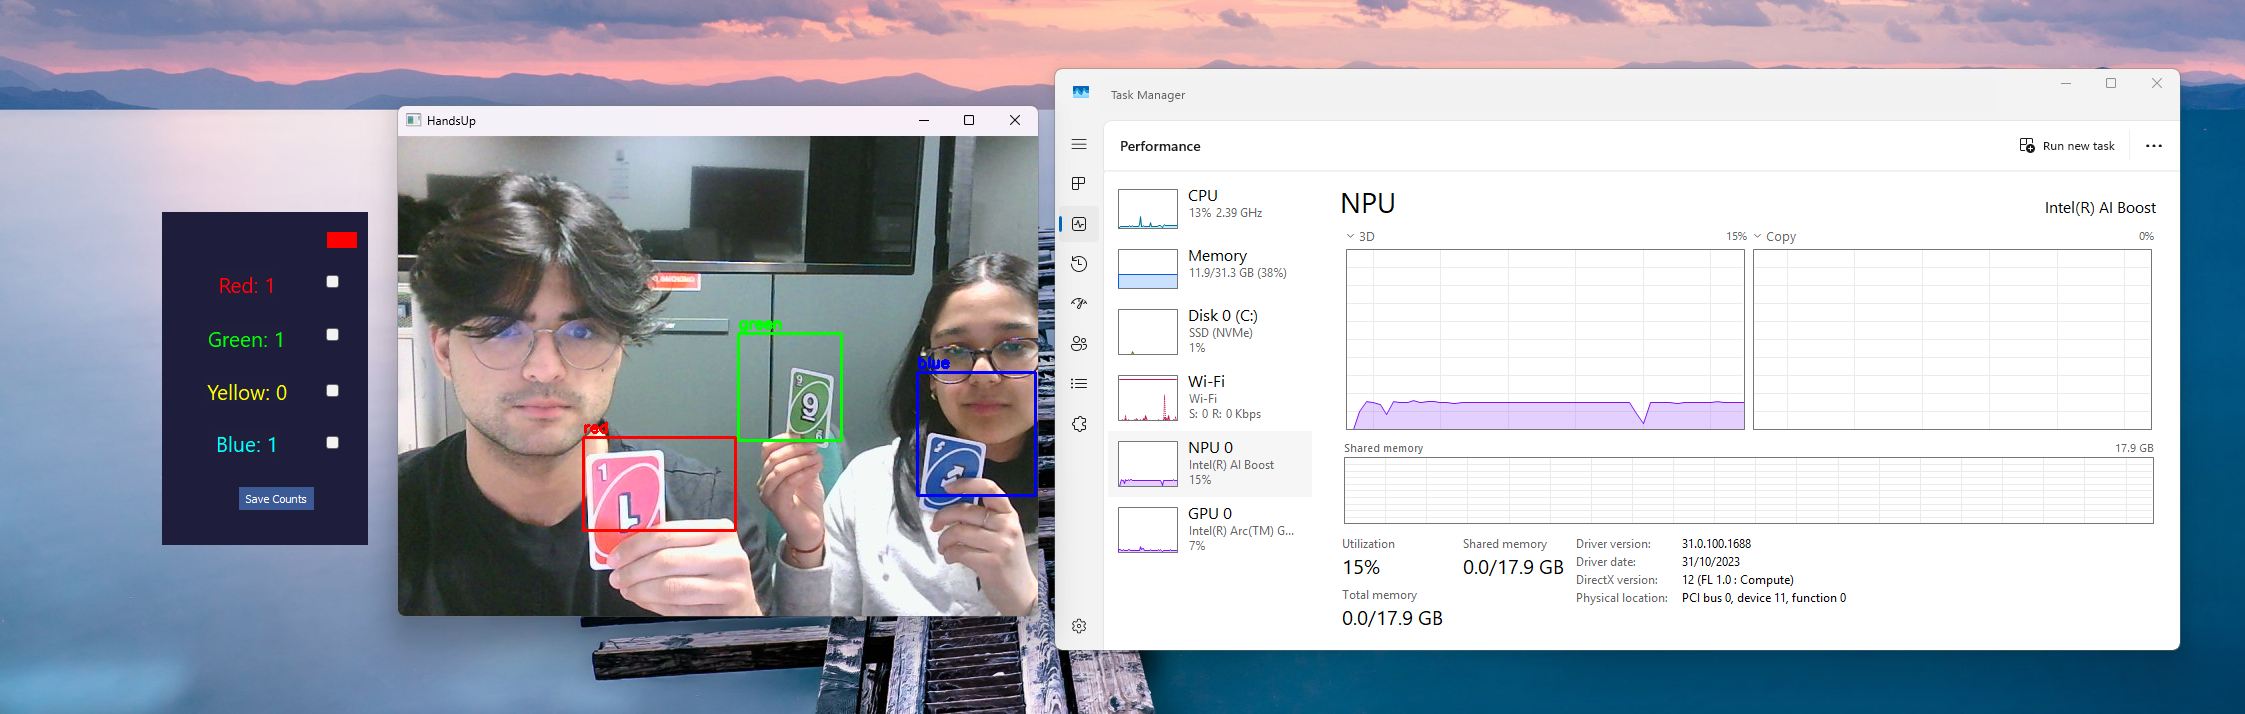 Red: 1
Green: 1
Yellow: 0
Blue: 1
Save Counts
HandsUp
green
blue
red
9
9
1
1
Task Manager
Performance
Run new task
CPU
13% 2.39 GHz
Memory
11.9/31.3 GB (38%)
Disk 0 (C:)
SSD (NVMe)
1%
Wi-Fi
Wi-Fi
S: 0 R: 0 Kbps
NPU 0
Intel(R) AI Boost
15%
GPU 0
Intel(R) Arc(TM) G...
7%
NPU
Intel(R) AI Boost
3D
15%
Copy
0%
Shared memory
17.9 GB
Utilization
15%
Shared memory
0.0/17.9 GB
Total memory
0.0/17.9 GB
Driver version:
31.0.100.1688
Driver date:
31/10/2023
DirectX version:
12 (FL 1.0 : Compute)
Physical location:
PCI bus 0, device 11, function 0